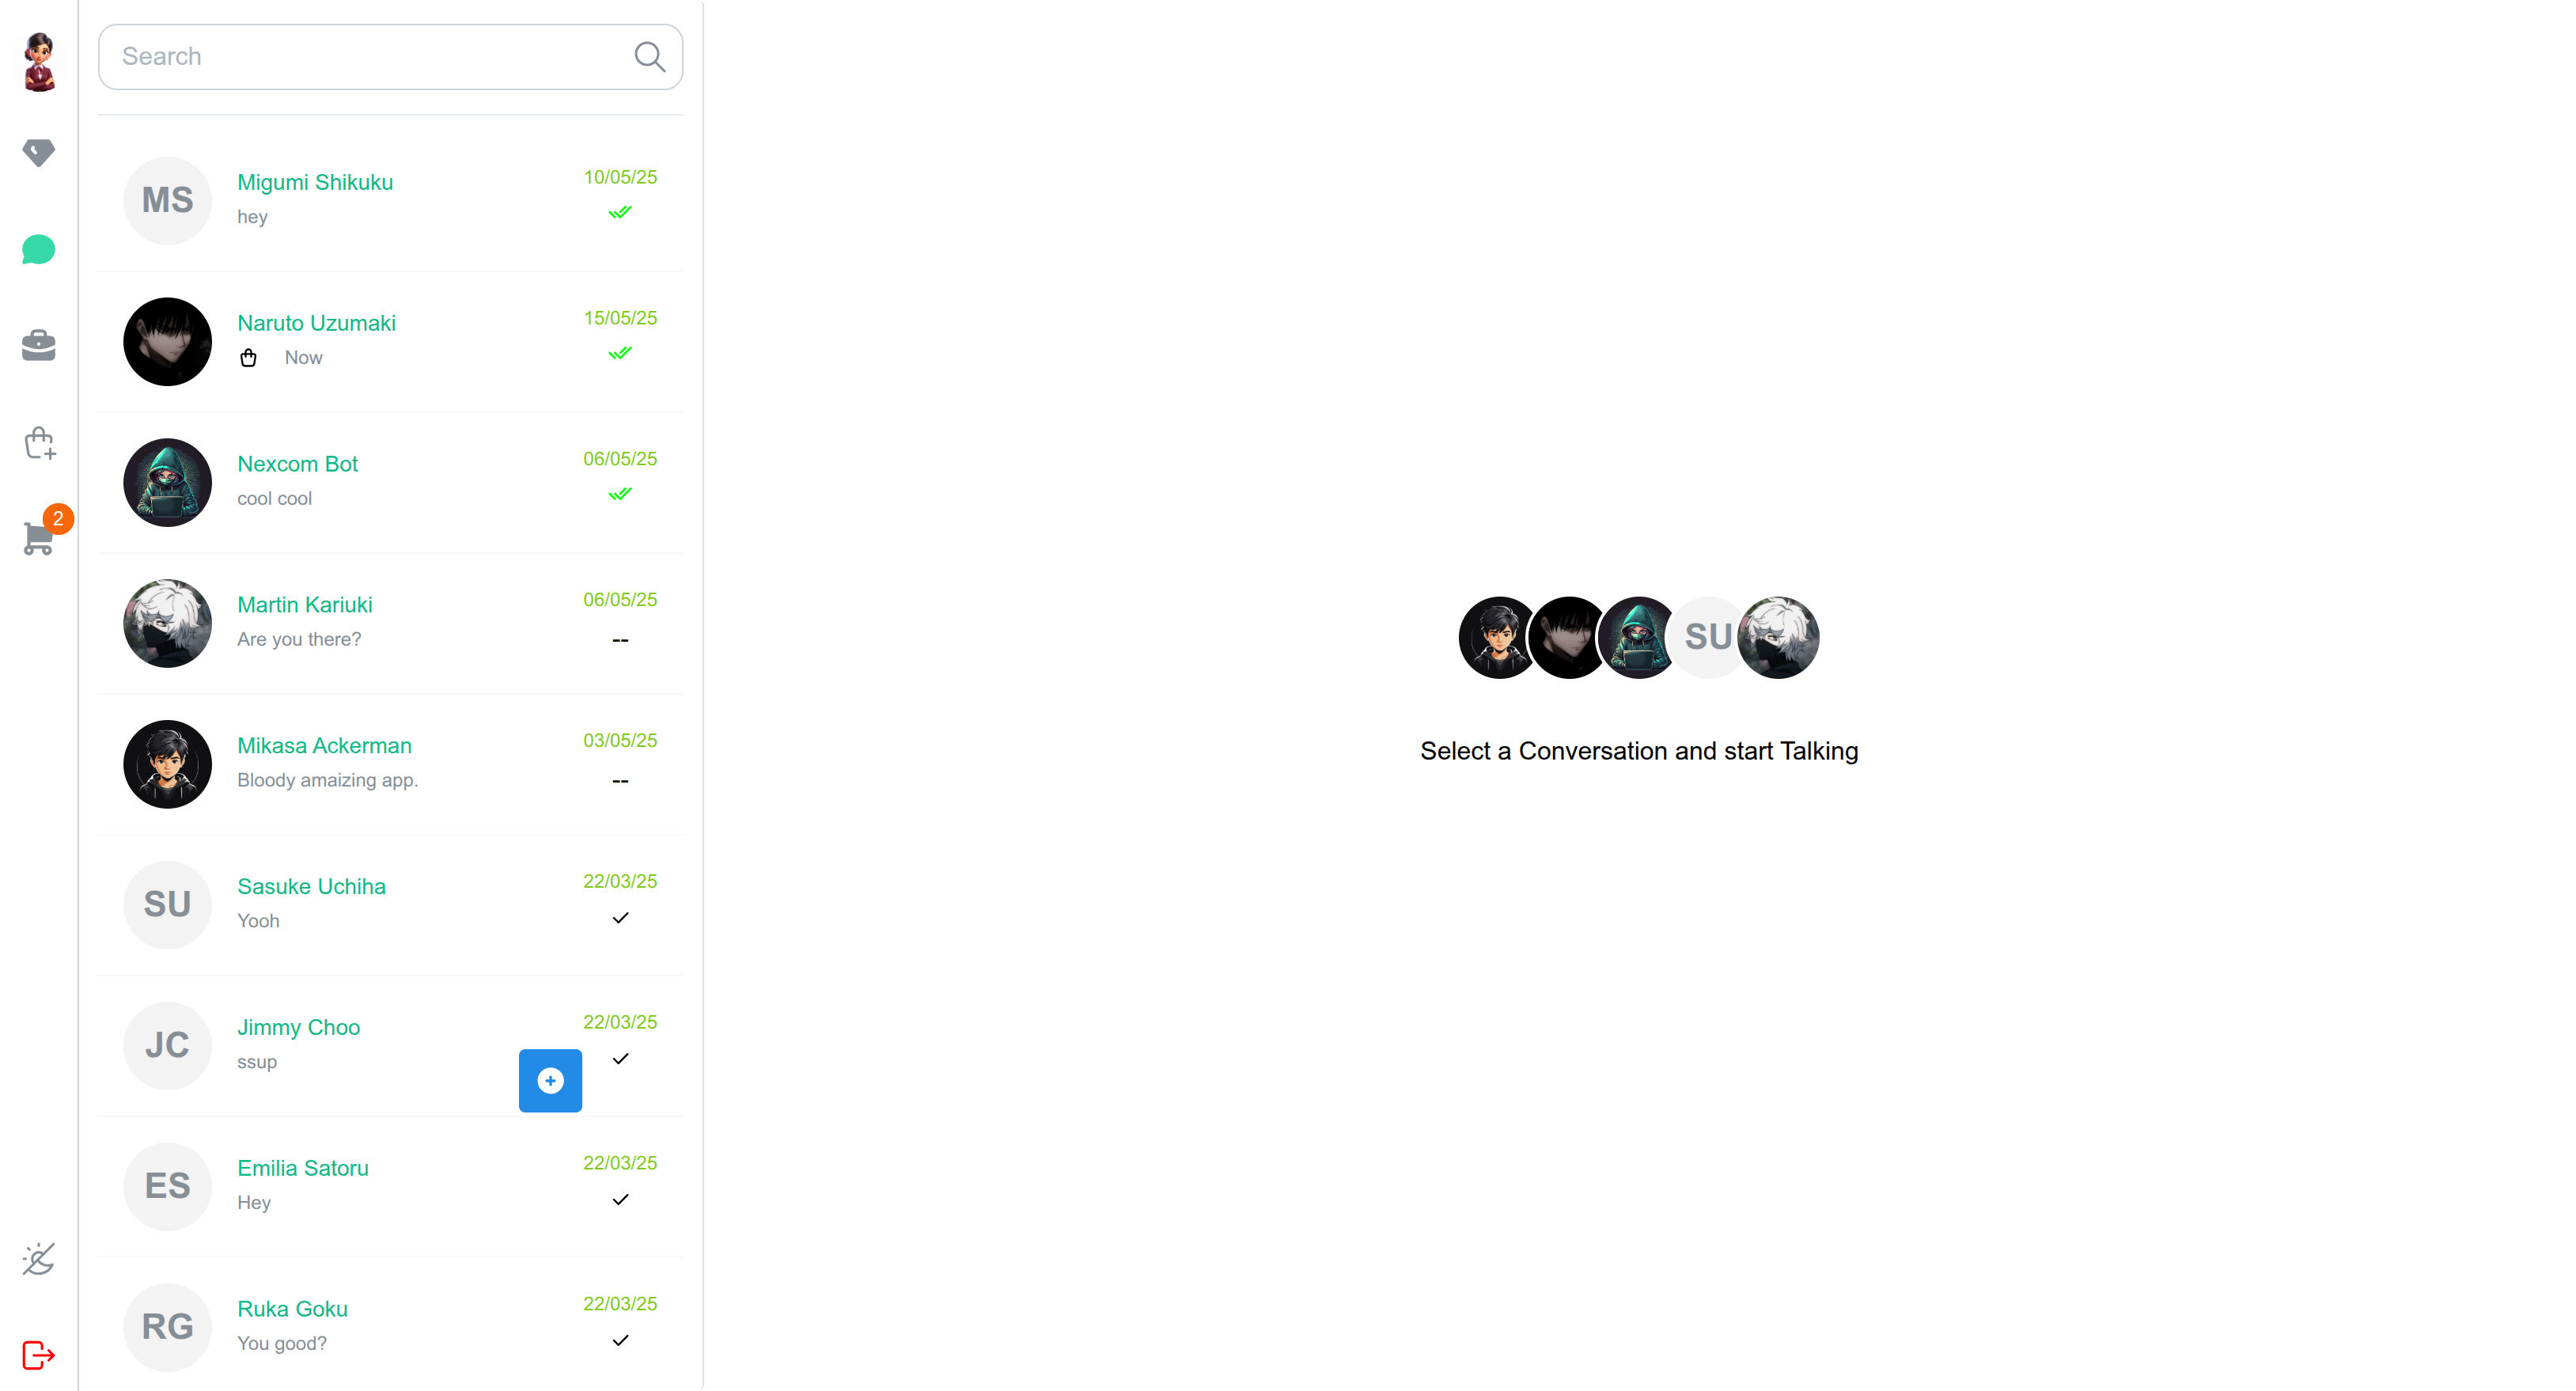 Search
MS
Migumi Shikuku
10/05/25
hey
Naruto Uzumaki
15/05/25
Now
Nexcom Bot
06/05/25
cool cool
2
Martin Kariuki
06/05/25
Are you there?
--
SU
Select a Conversation and start Talking
Mikasa Ackerman
03/05/25
Bloody amaizing app.
--
SU
Sasuke Uchiha
22/03/25
Yooh
JC
Jimmy Choo
22/03/25
ssup
ES
Emilia Satoru
22/03/25
Hey
RG
Ruka Goku
22/03/25
You good?